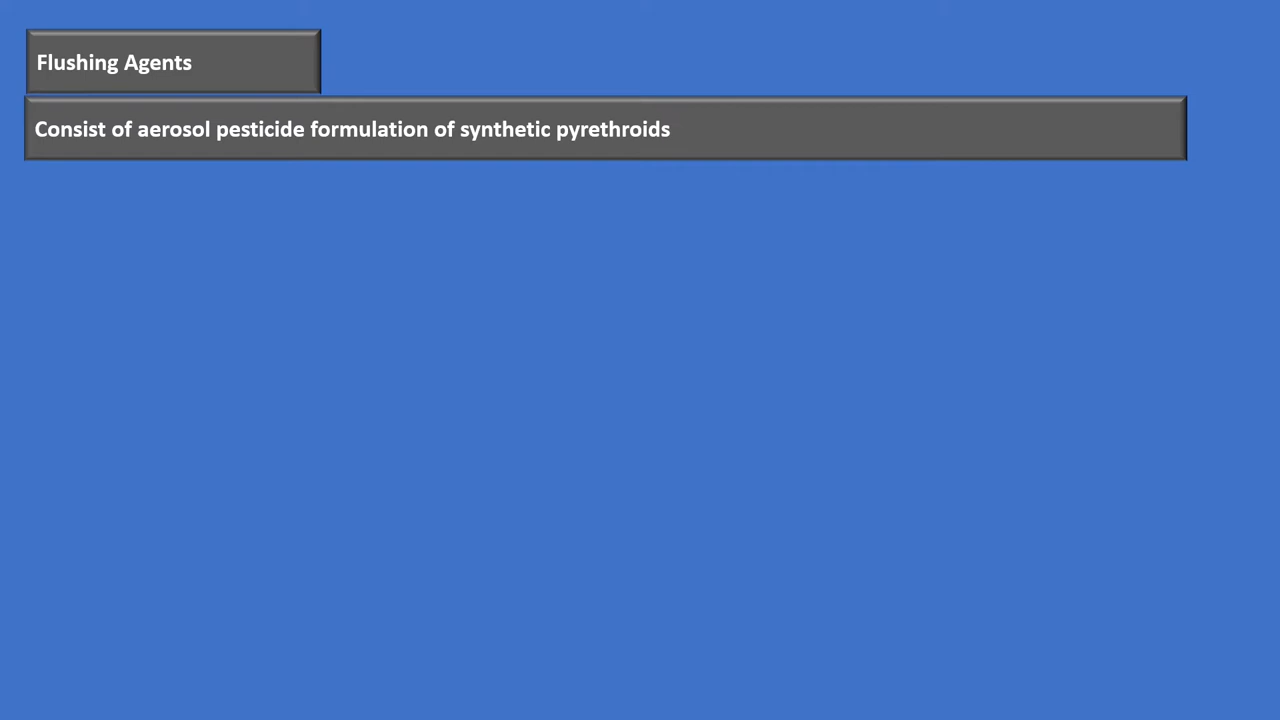 Flushing Agents
Consist of aerosol pesticide formulation of synthetic pyrethroids